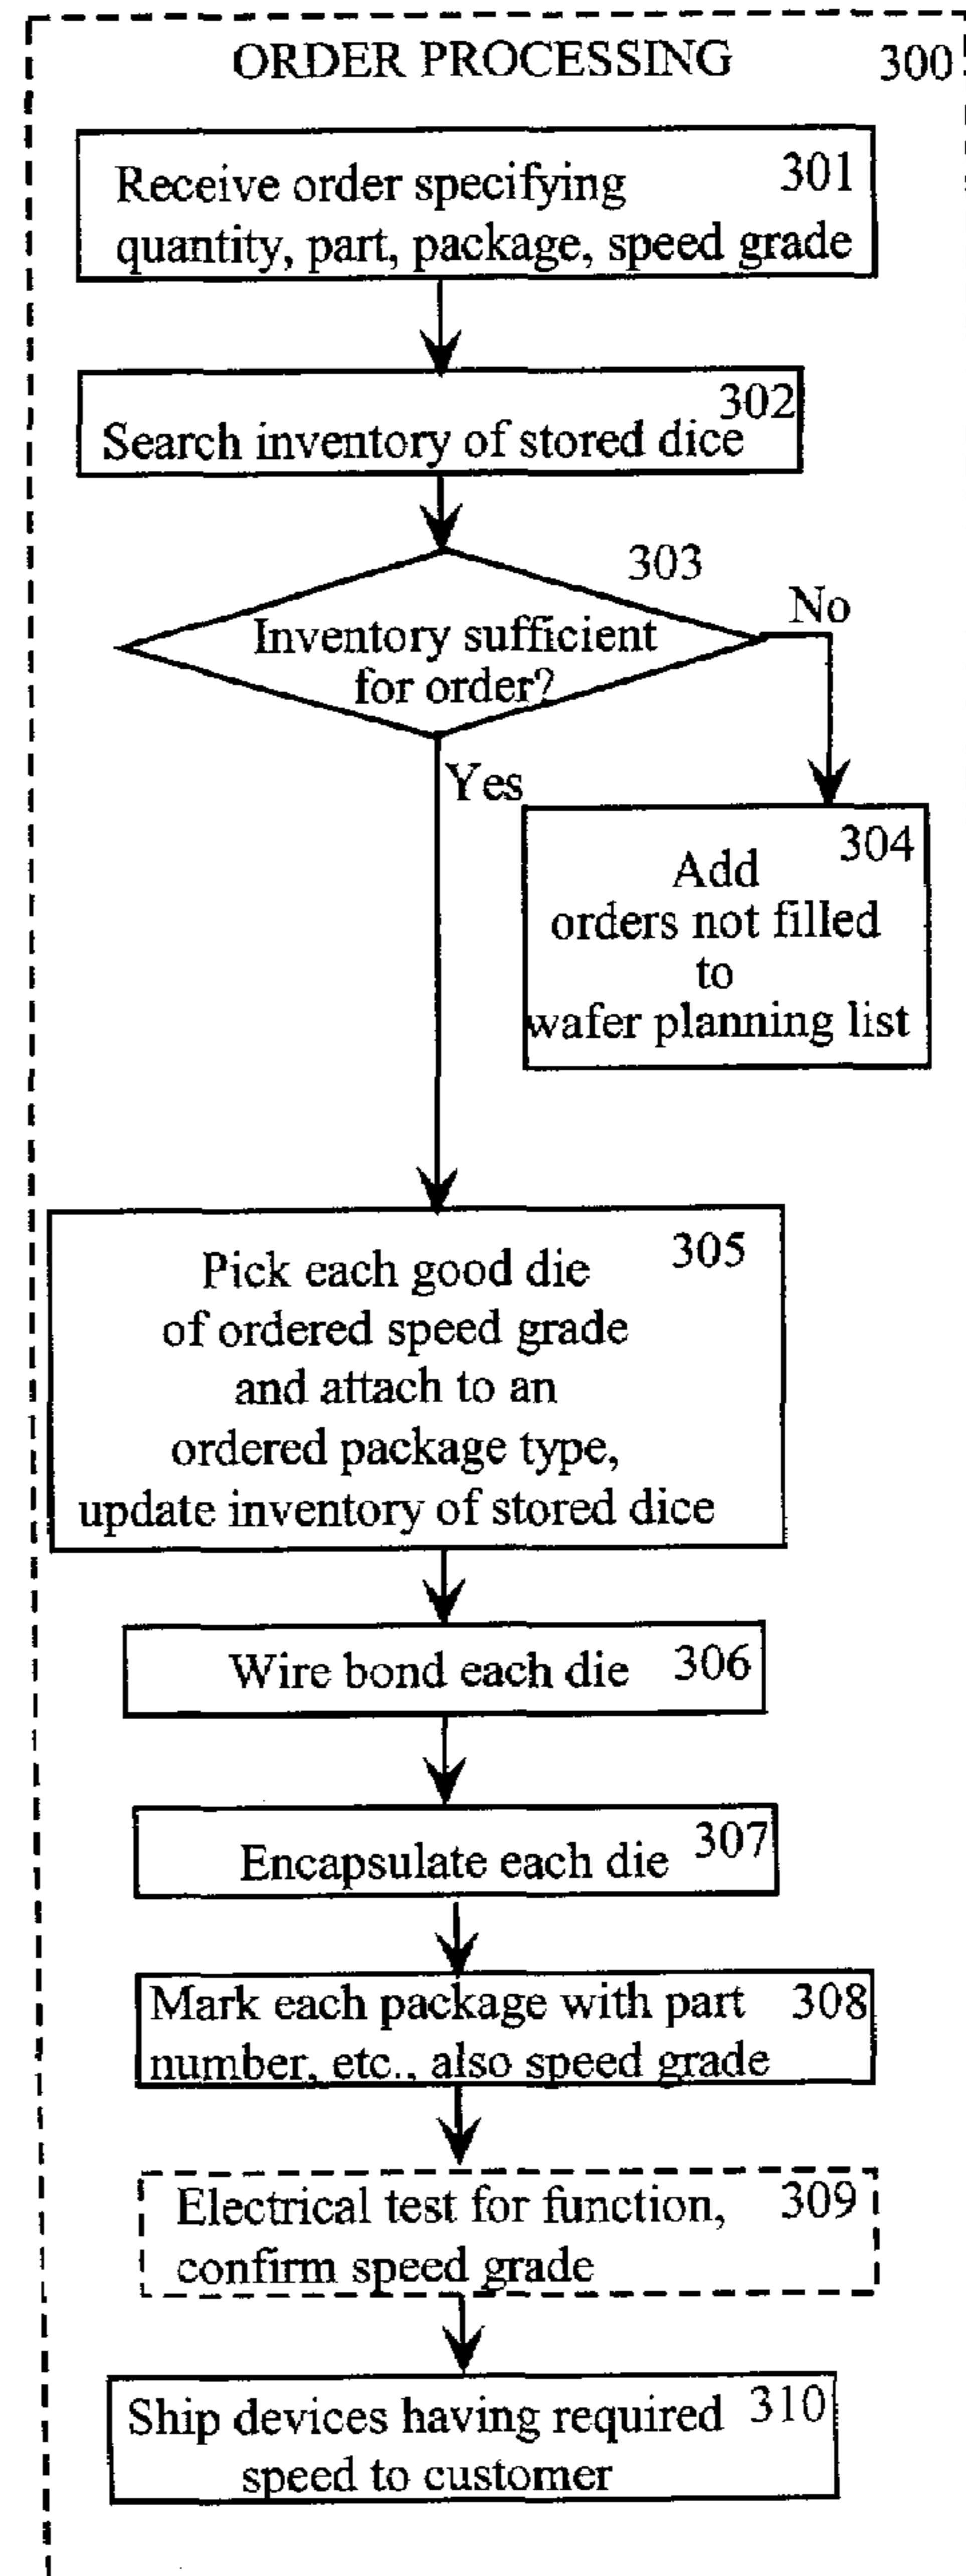 ORDER PROCESSING 300
301
Receive order specifying
quantity, part, package, speed grade
302
Search inventory of stored dice
303
No
Inventory sufficient
for order?
Yes
304
Add
orders not filled
to
wafer planning list
305
Pick each good die
of ordered speed grade
and attach to an
ordered package type,
update inventory of stored dice
Wire bond each die 306
Encapsulate each die 307
Mark each package with part 308
number, etc., also speed grade
Electrical test for function, 309
confirm speed grade
Ship devices having required 310
speed to customer